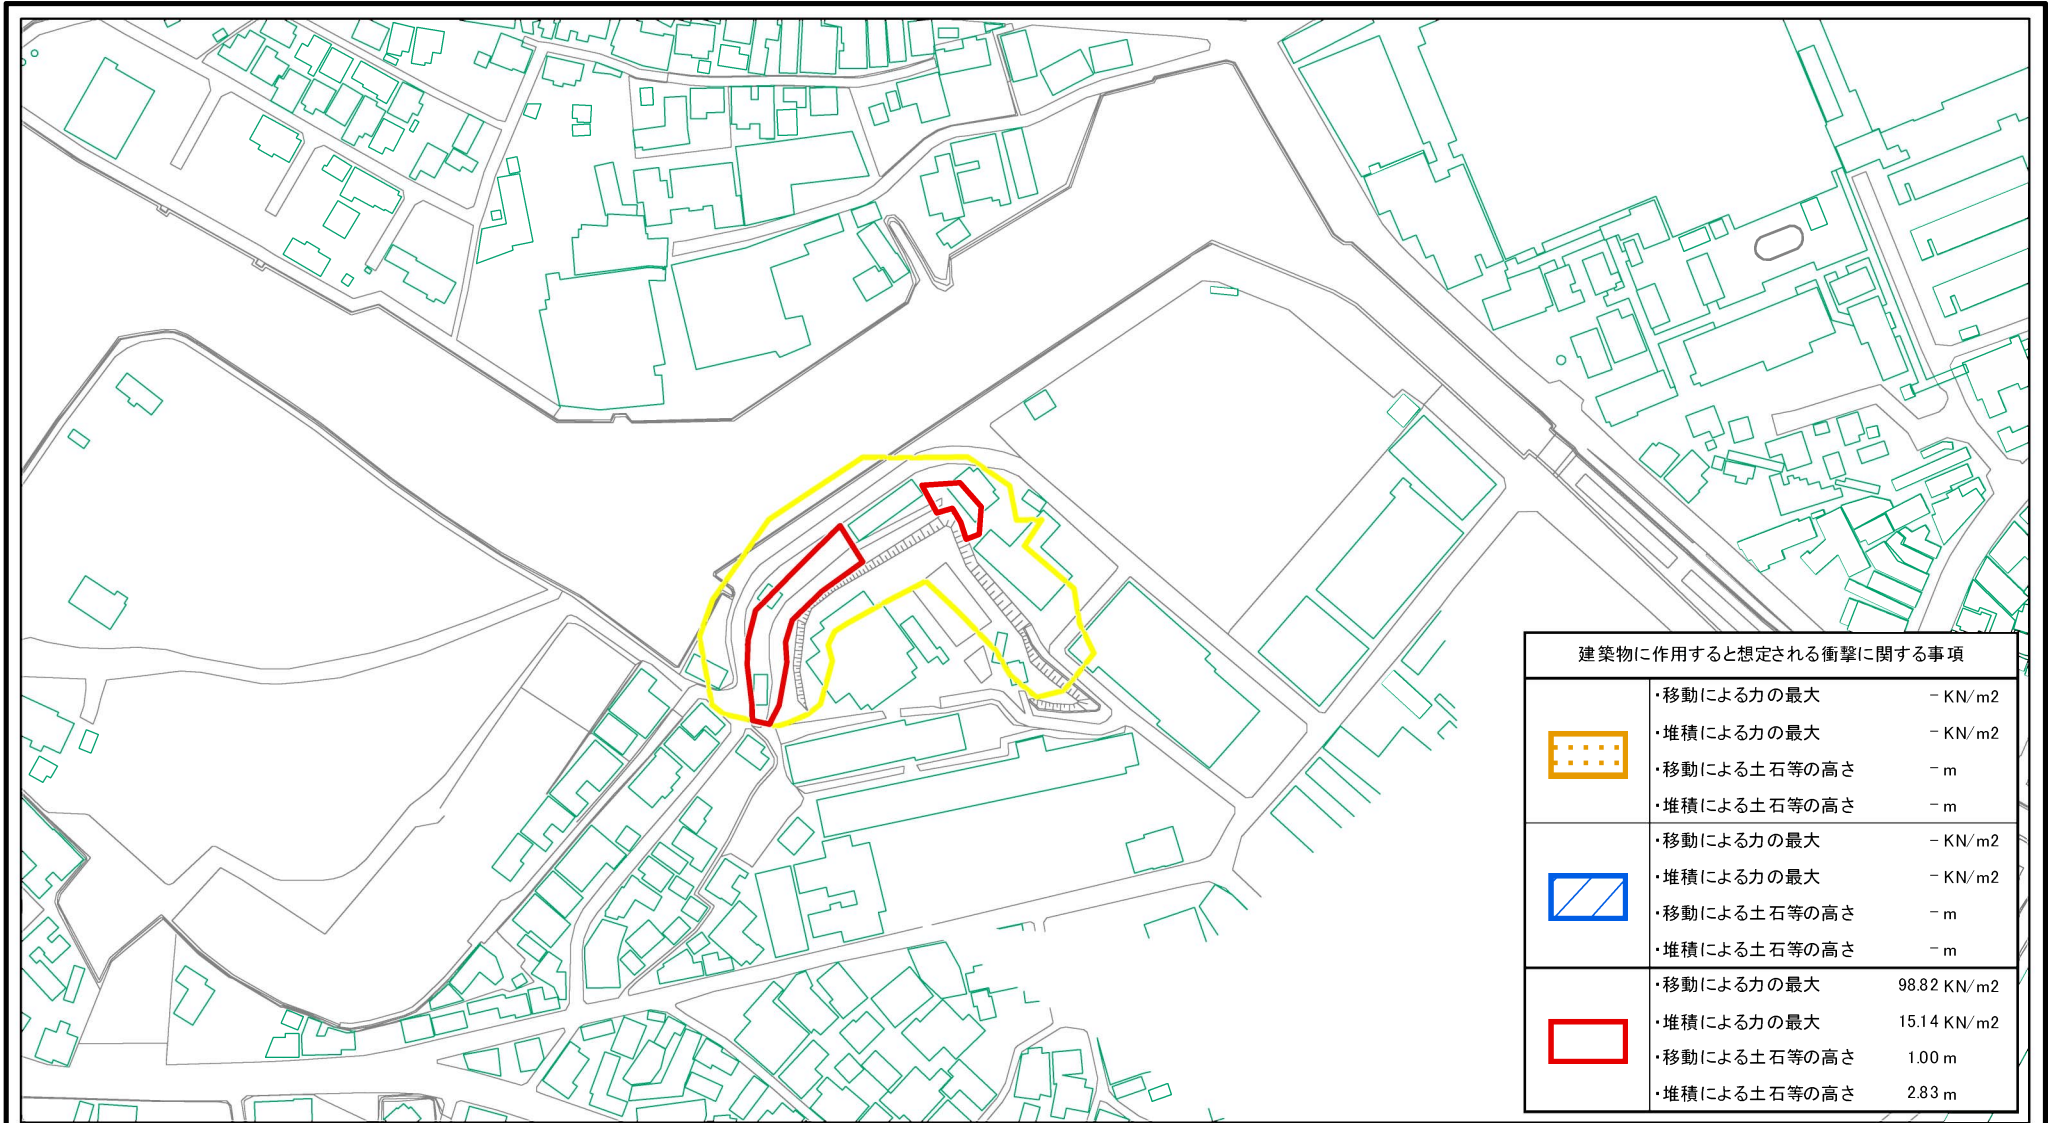 建築物に作用すると想定される衝撃に関する事項
・移動による力の最大 - KN/m2
・堆積による力の最大 - KN/m2
・移動による土石等の高さ - m
・堆積による土石等の高さ - m
・移動による力の最大 - KN/m2
・堆積による力の最大 - KN/m2
・移動による土石等の高さ - m
・堆積による土石等の高さ - m
・移動による力の最大 98.82 KN/m2
・堆積による力の最大 15.14 KN/m2
・移動による土石等の高さ 1.00 m
・堆積による土石等の高さ 2.83 m